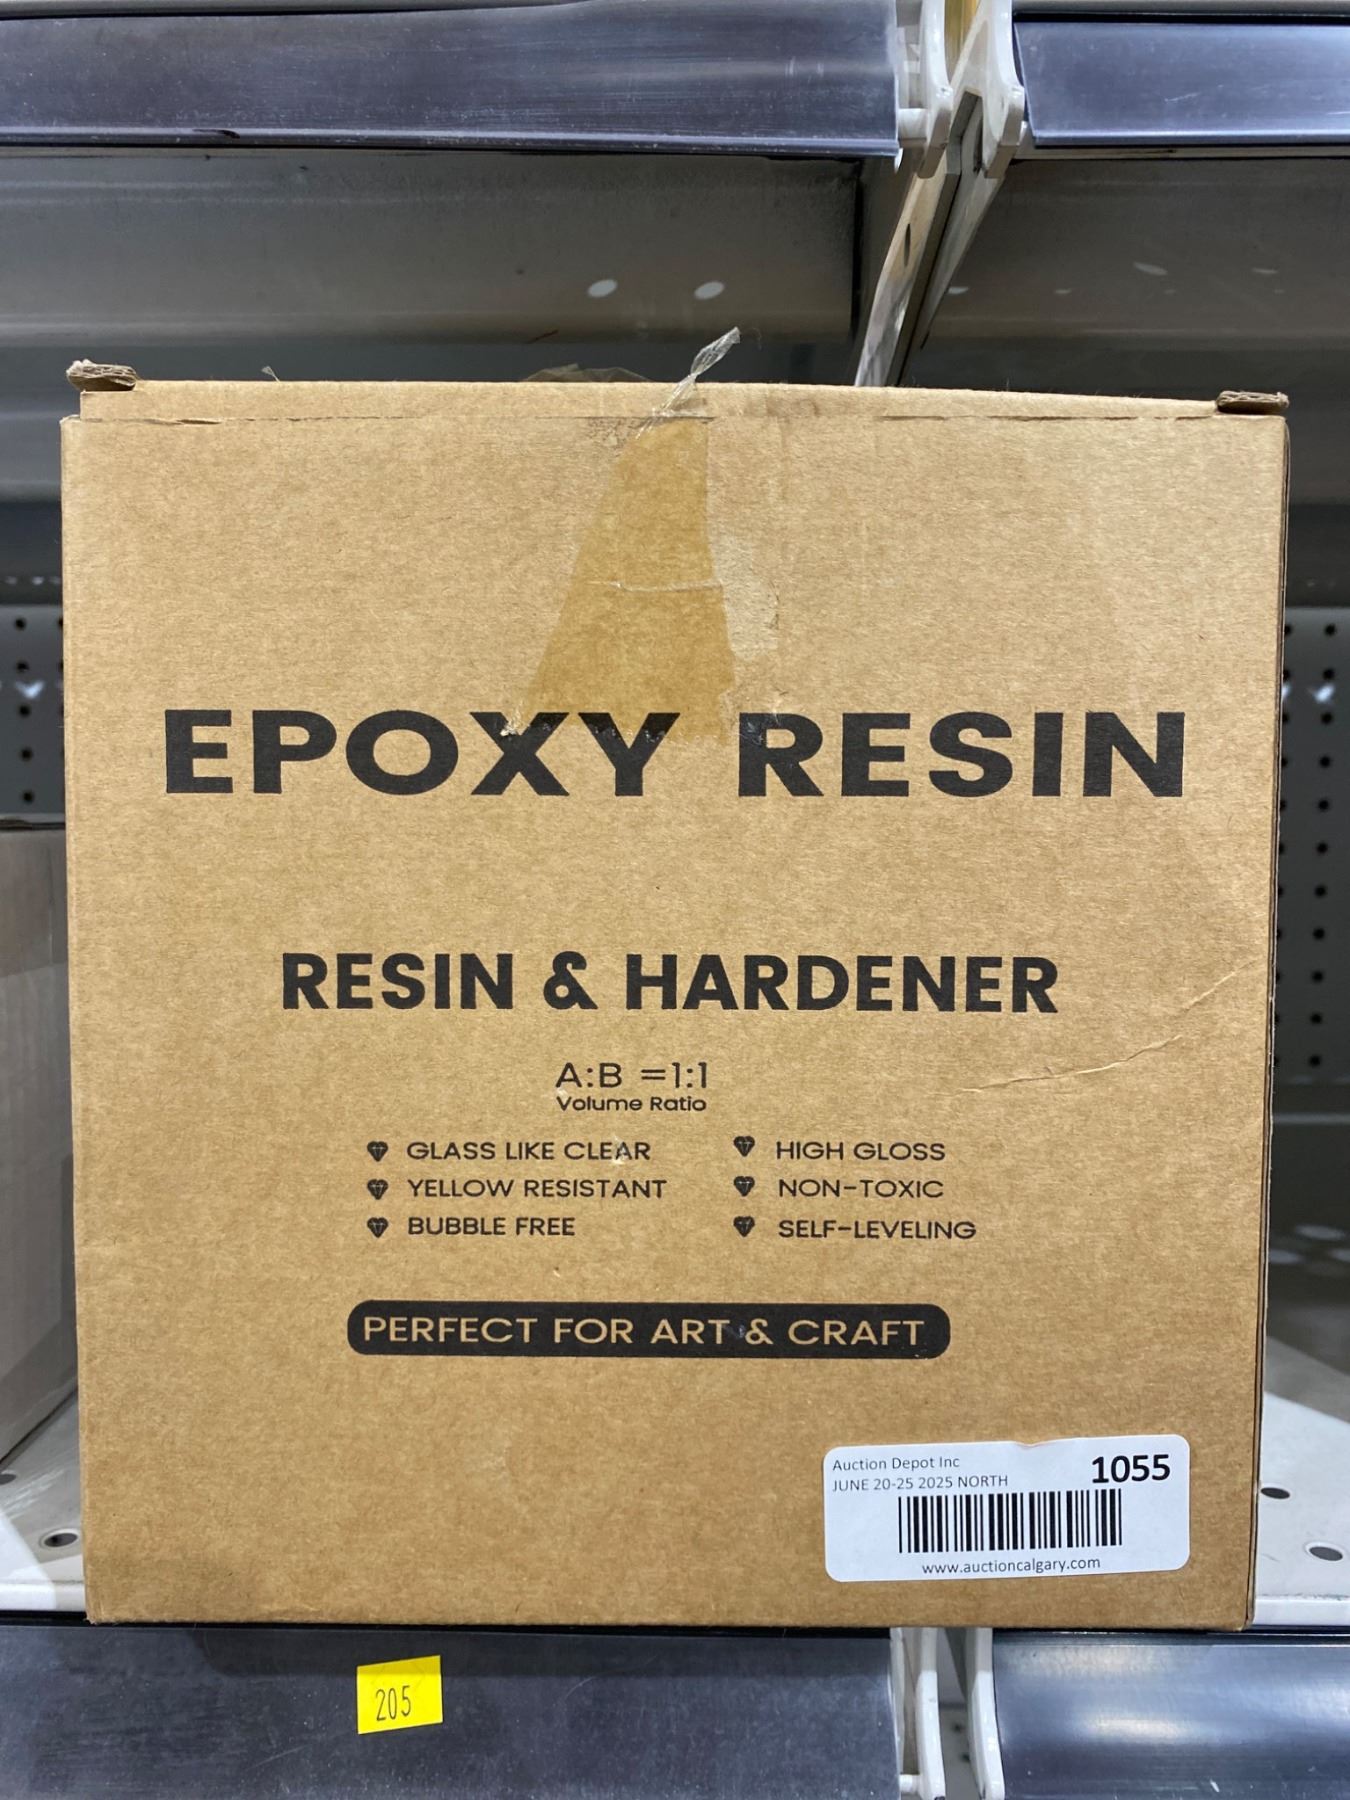 EPOXY RESIN
RESIN & HARDENER
A:B =1:1
Volume Ratio
GLASS LIKE CLEAR
HIGH GLOSS
YELLOW RESISTANT
NON-TOXIC
BUBBLE FREE
SELF-LEVELING
PERFECT FOR ART & CRAFT
Auction Depot Inc
1055
JUNE 20-25 2025 NORTH
www.auctioncalgary.com
205